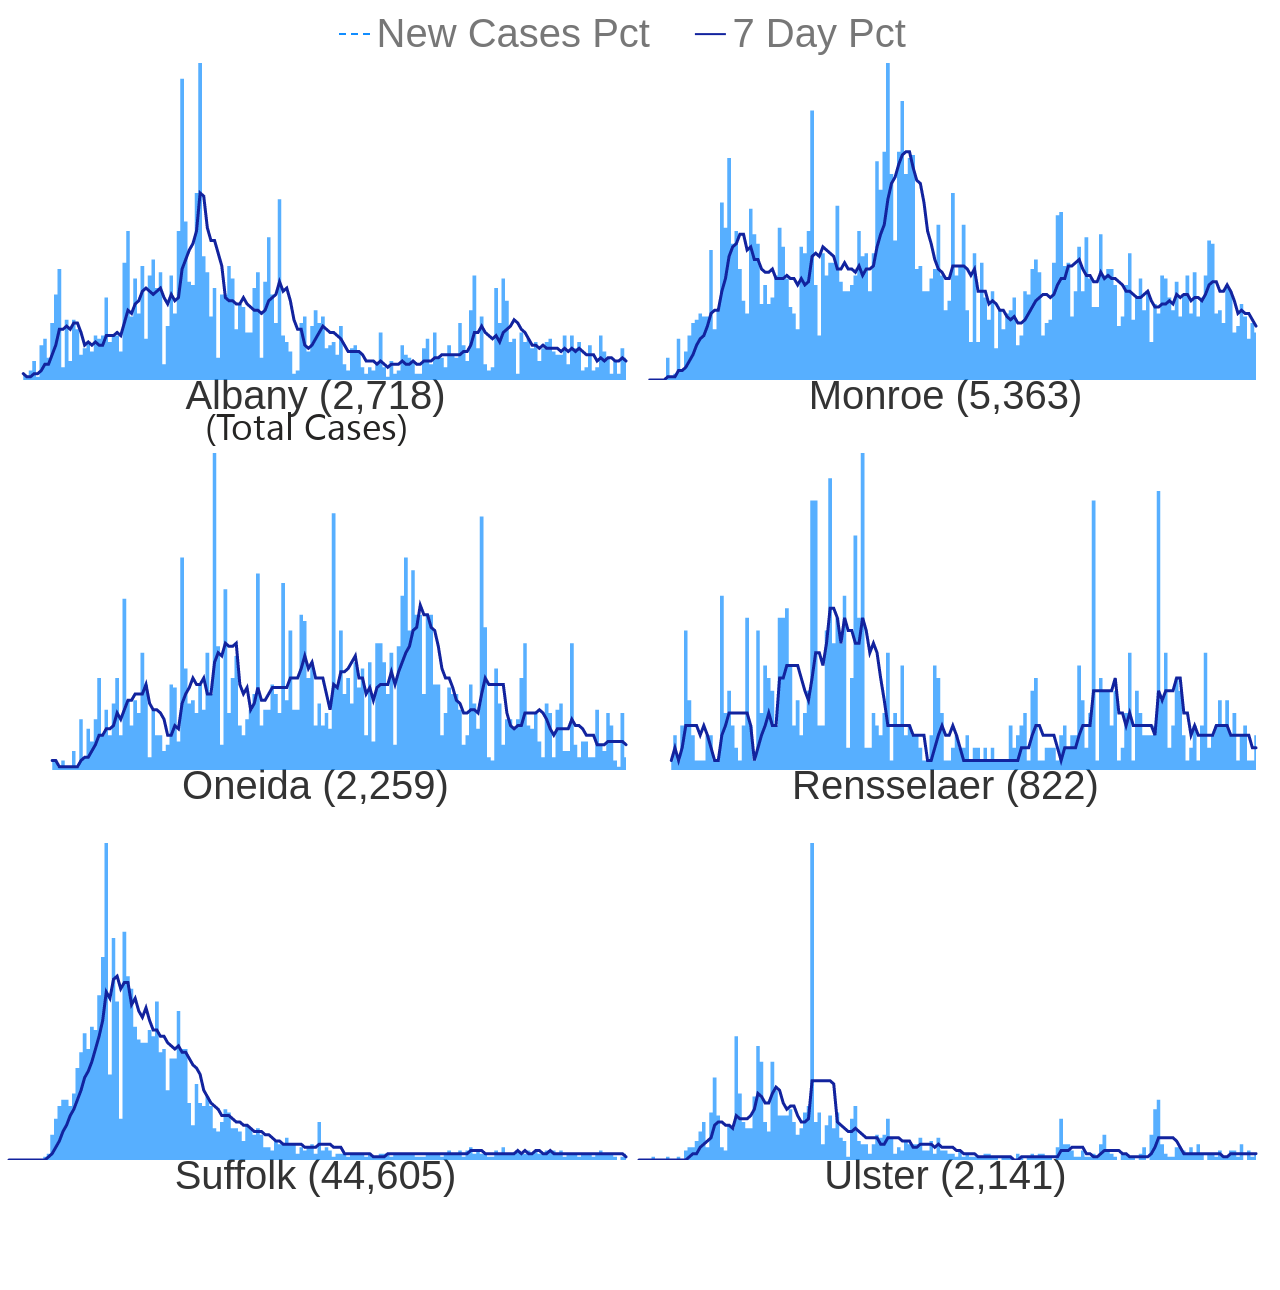 New Cases Pct 7 Day Pct
Albany (2,718) Monroe (5,363)
(Total Cases)
Oneida (2,259) Rensselaer (822)
Suffolk (44,605) Ulster (2,141)